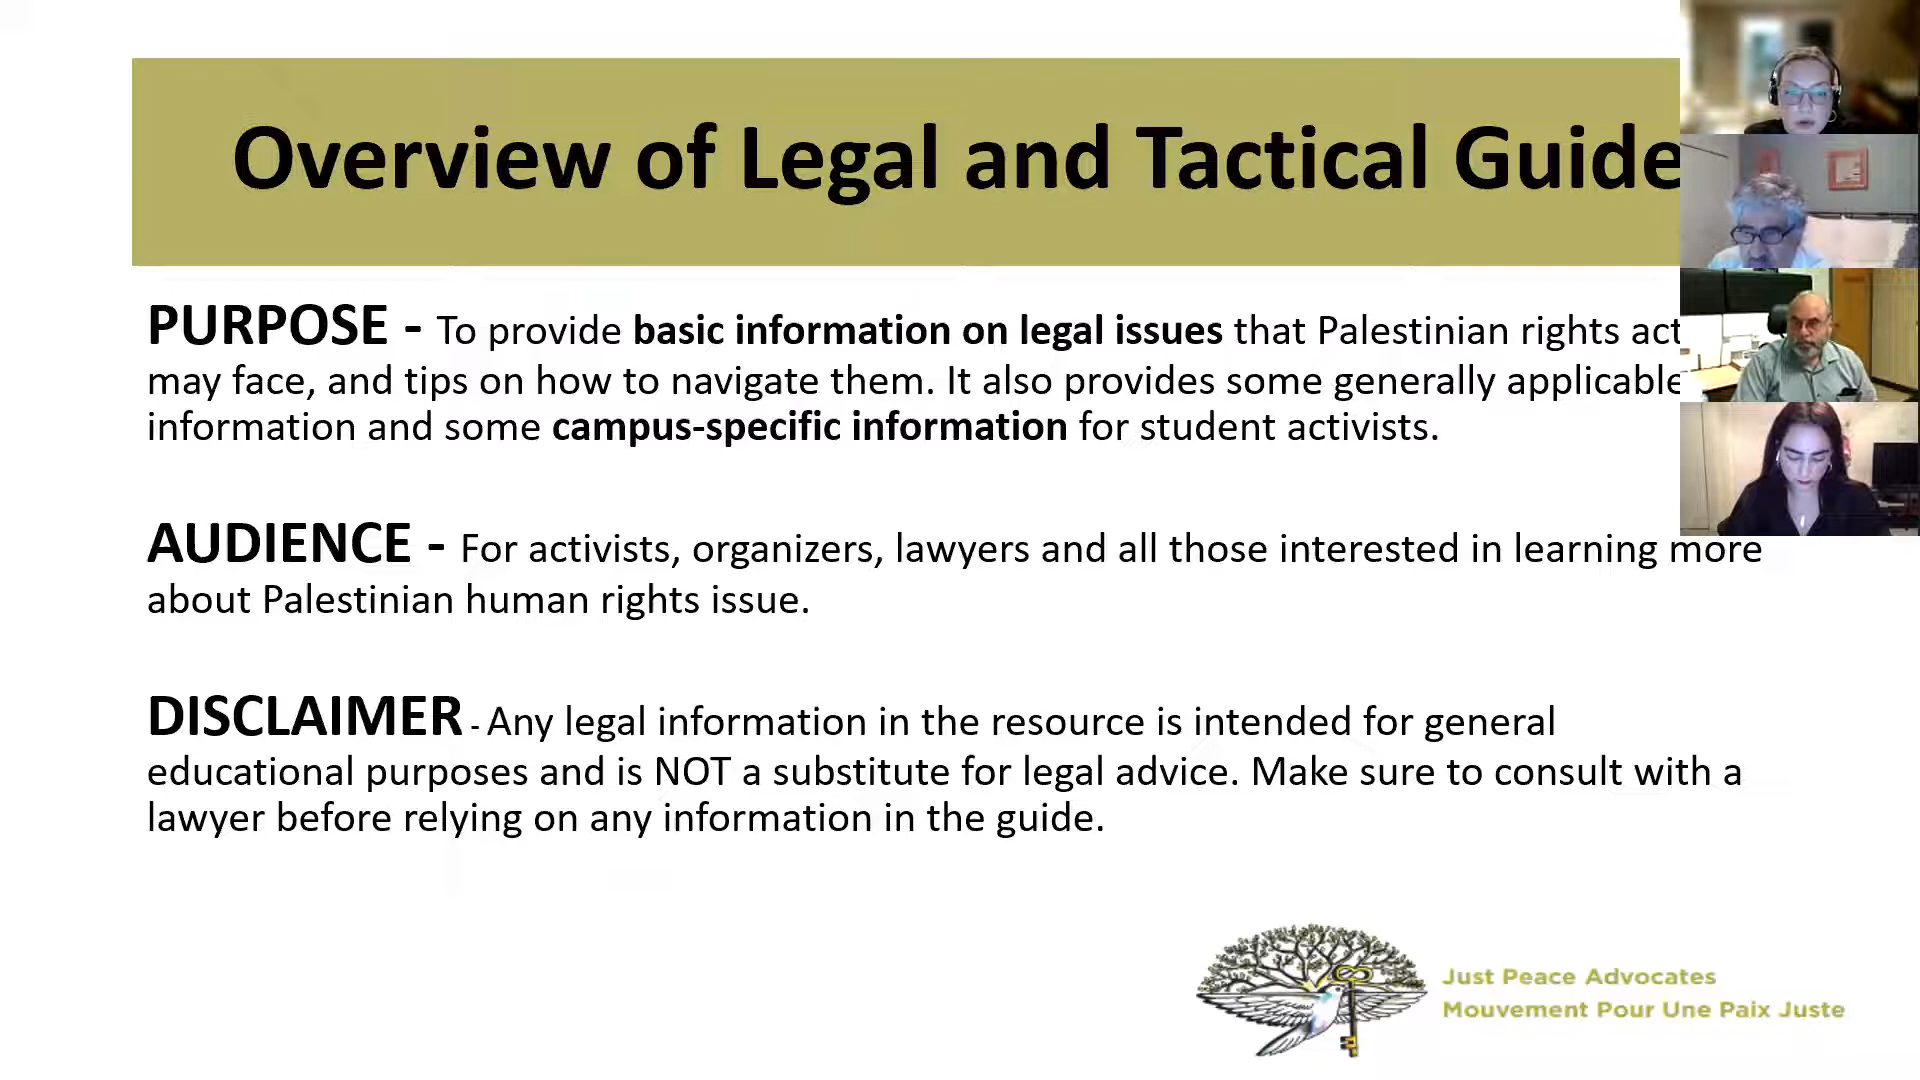 Overview of Legal and Tactical Guide
PURPOSE - To provide basic information on legal issues that Palestinian rights
may face, and tips on how to navigate them. It also provides some generally applicable
information and some campus-specific information for student activists.
AUDIENCE - For activists, organizers, lawyers and all those interested in learning more
about Palestinian human rights issue.
DISCLAIMER - Any legal information in the resource is intended for general
educational purposes and is NOT a substitute for legal advice. Make sure to consult with a
lawyer before relying on any information in the guide.
Just Peace Advocates
Mouvement Pour Une Paix Juste